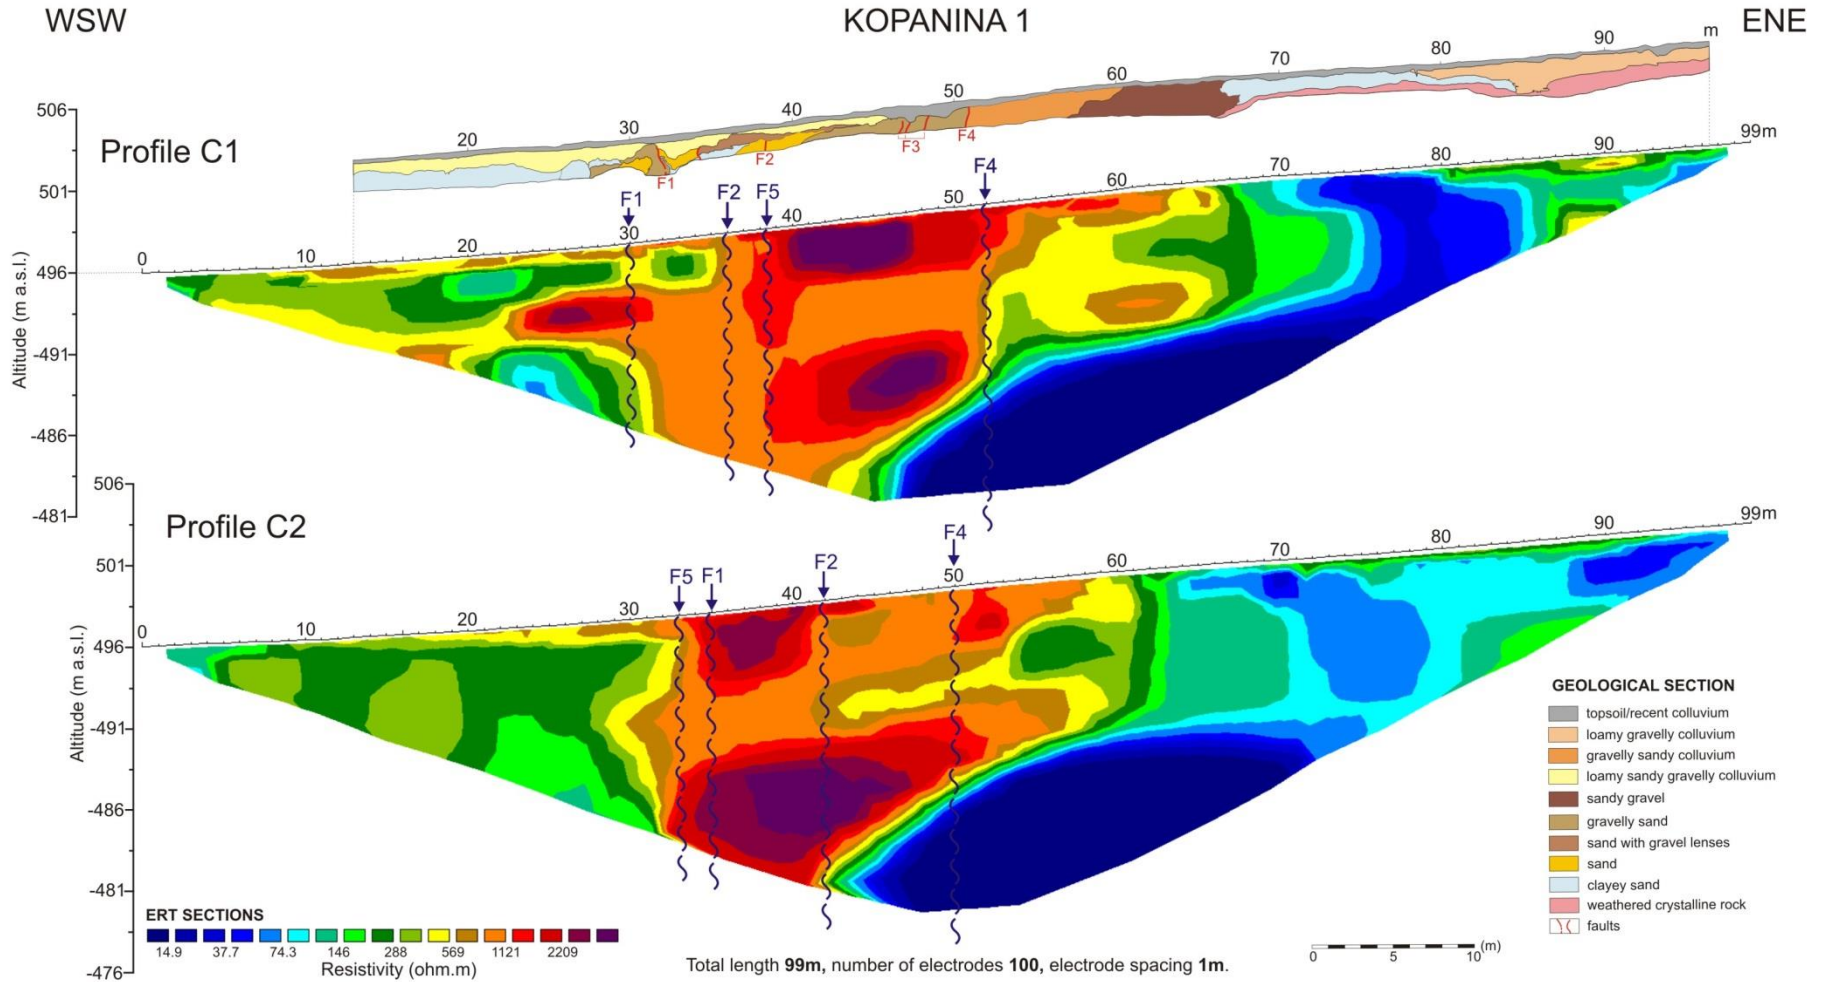 WSW
KOPANINA 1
ENE
m
90
80
70
60
50
40
30
20
F1
F2
F3
F4
Profile C1
506
501
496
-491
-486
-481
Altitude (m a.s.l.)
0
10
20
30
40
50
60
70
80
90
99m
F1
F2
F5
F4
Profile C2
506
501
496
-491
-486
-481
-476
Altitude (m a.s.l.)
0
10
20
30
40
50
60
70
80
90
99m
F5
F1
F2
F4
GEOLOGICAL SECTION
topsoil/recent colluvium
loamy gravelly colluvium
gravelly sandy colluvium
loamy sandy gravelly colluvium
sandy gravel
gravelly sand
sand with gravel lenses
sand
clayey sand
weathered crystalline rock
faults
ERT SECTIONS
14.9 37.7 74.3 146 288 569 1121 2209
Resistivity (ohm.m)
Total length 99m, number of electrodes 100, electrode spacing 1m.
0 5 10 (m)